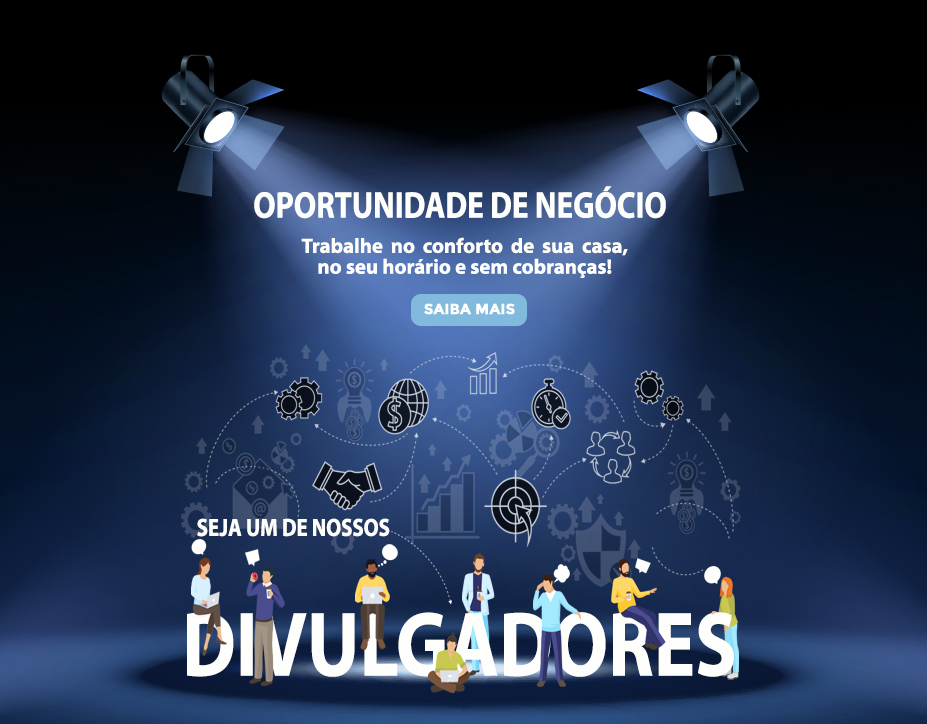 OPORTUNIDADE DE NEGÓCIO
Trabalhe no conforto de sua casa,
no seu horário e sem cobranças!
SAIBA MAIS
SEJA UM DE NOSSOS
DIVULGADORES